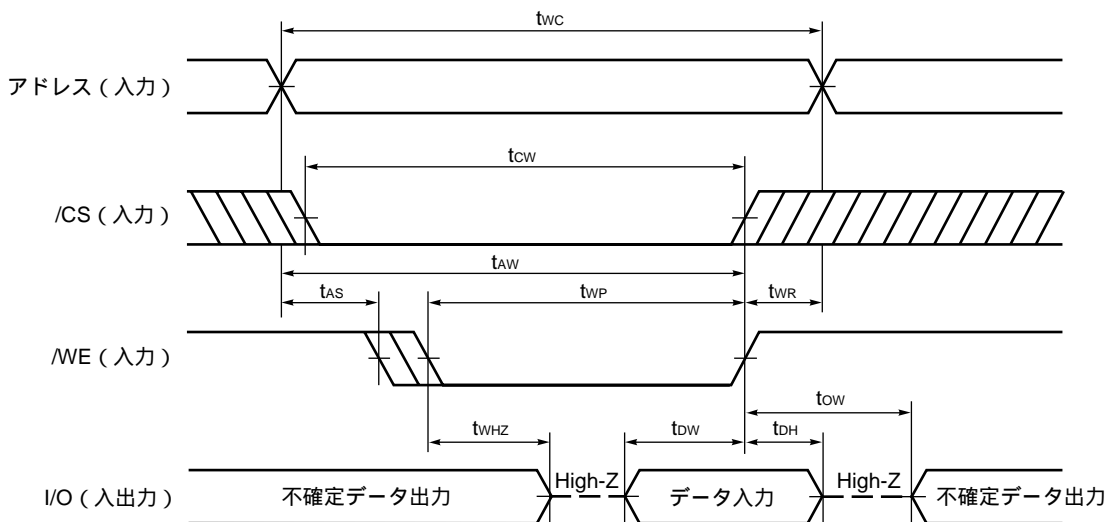 tWC
アドレス（入力）
tCW
/CS（入力）
tAW
tAS
tWP
tWR
/WE（入力）
tOW
tWHZ
tDW
tDH
I/O（入出力）
不確定データ出力
High-Z
データ入力
High-Z
不確定データ出力